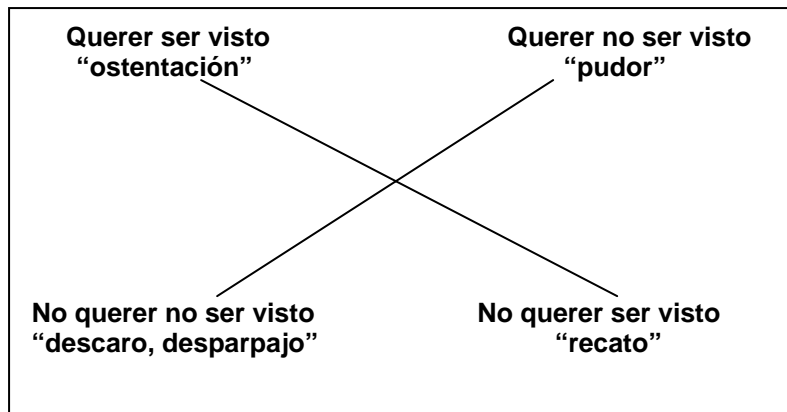 Querer ser visto
“ostentación”
Querer no ser visto
“pudor”
No querer no ser visto
“descaro, desparpajo”
No querer ser visto
“recato”